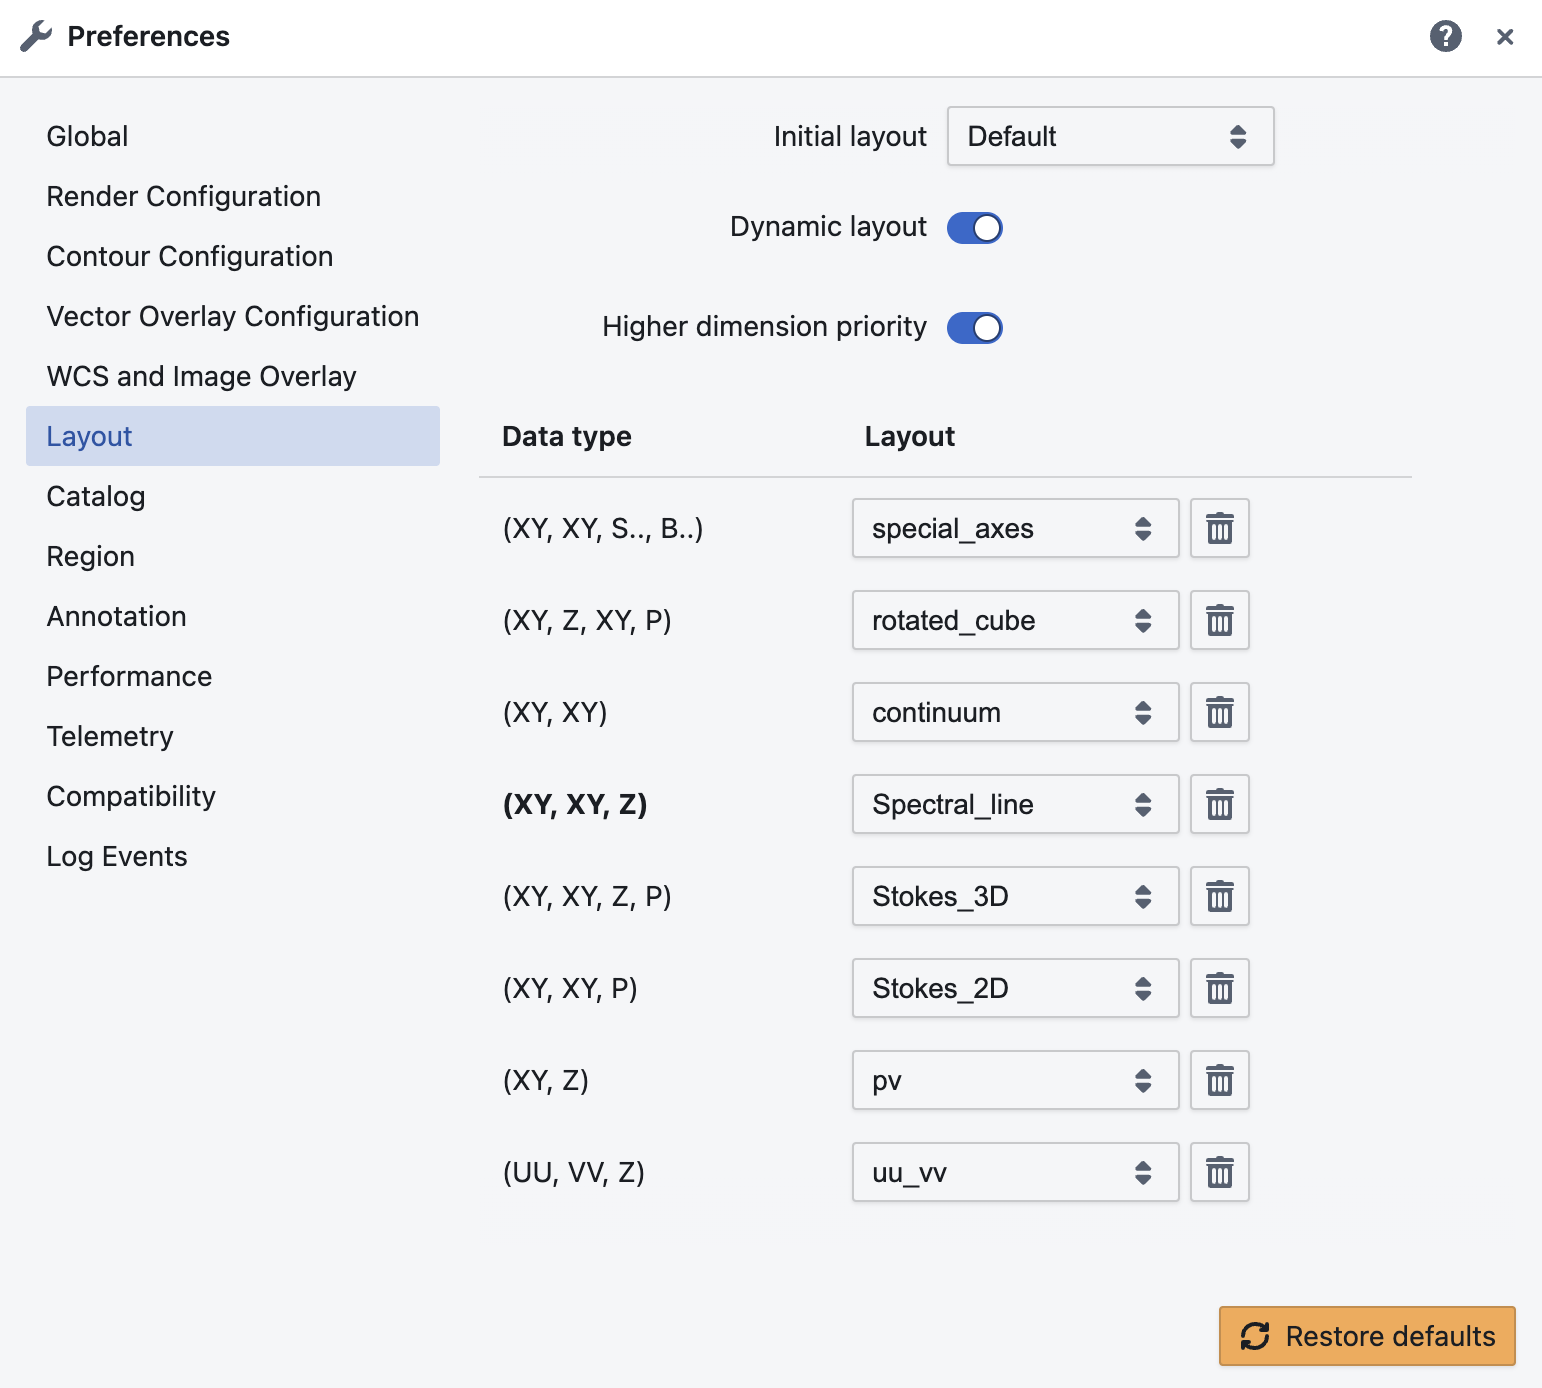 Preferences
Global
Render Configuration
Contour Configuration
Vector Overlay Configuration
WCS and Image Overlay
Layout
Catalog
Region
Annotation
Performance
Telemetry
Compatibility
Log Events
Initial layout Default
Dynamic layout
Higher dimension priority
Data type Layout
(XY, XY, S.., B..) special_axes
(XY, Z, XY, P) rotated_cube
(XY, XY) continuum
(XY, XY, Z) Spectral_line
(XY, XY, Z, P) Stokes_3D
(XY, XY, P) Stokes_2D
(XY, Z) pv
(UU, VV, Z) uu_vv
Restore defaults